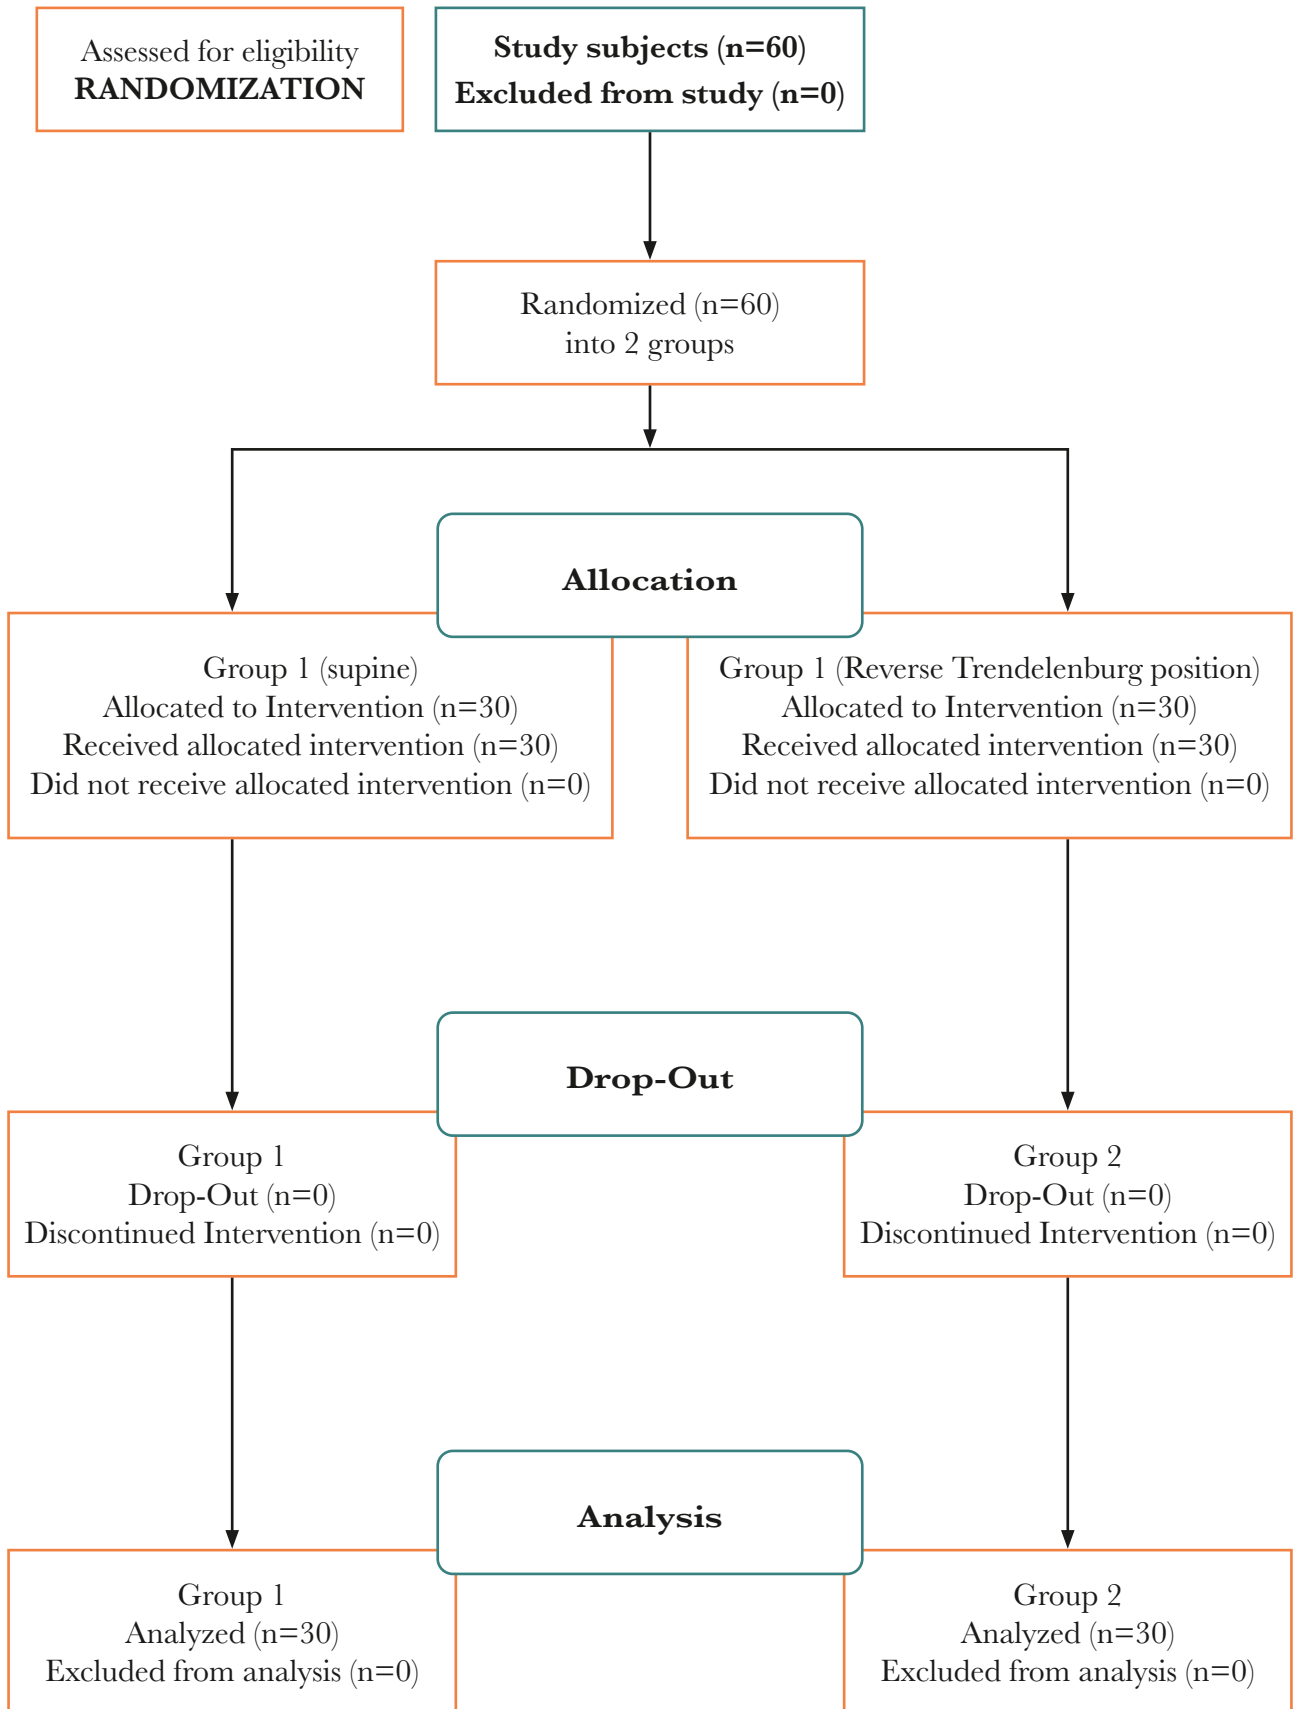 Assessed for eligibility
RANDOMIZATION
Study subjects (n=60)
Excluded from study (n=0)
Randomized (n=60)
into 2 groups
Allocation
Group 1 (supine)
Allocated to Intervention (n=30)
Received allocated intervention (n=30)
Did not receive allocated intervention (n=0)
Group 1 (Reverse Trendelenburg position)
Allocated to Intervention (n=30)
Received allocated intervention (n=30)
Did not receive allocated intervention (n=0)
Drop-Out
Group 1
Drop-Out (n=0)
Discontinued Intervention (n=0)
Group 2
Drop-Out (n=0)
Discontinued Intervention (n=0)
Analysis
Group 1
Analyzed (n=30)
Excluded from analysis (n=0)
Group 2
Analyzed (n=30)
Excluded from analysis (n=0)